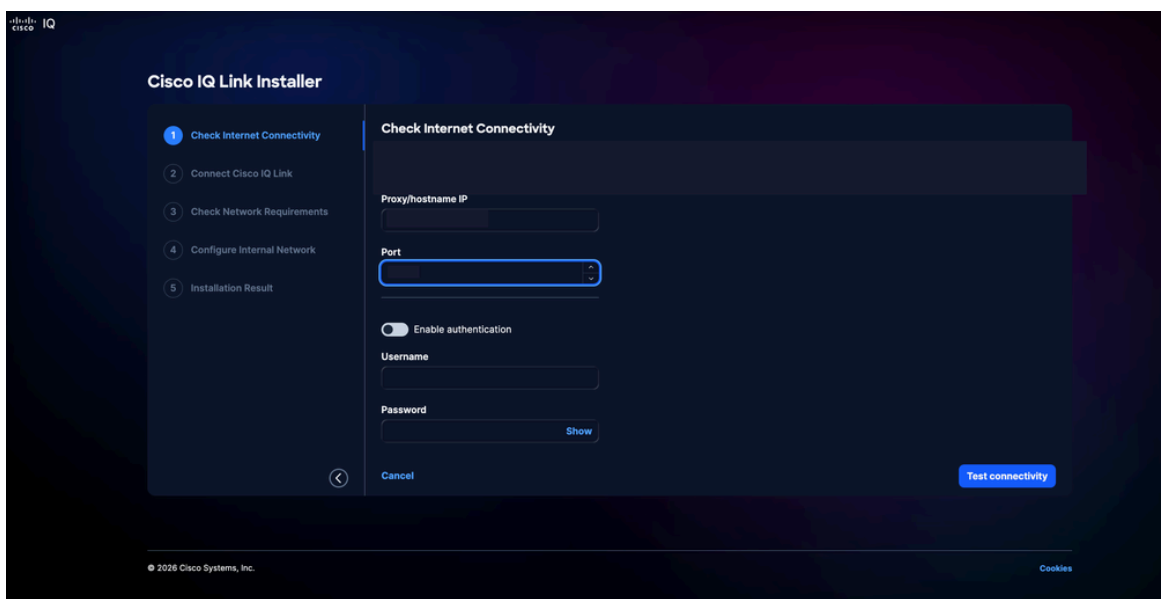 cisco IQ
Cisco IQ Link Installer
1 Check Internet Connectivity
2 Connect Cisco IQ Link
3 Check Network Requirements
4 Configure Internal Network
5 Installation Result
Check Internet Connectivity
Proxy/hostname IP
Port
Enable authentication
Username
Password
Show
Cancel
Test connectivity
© 2026 Cisco Systems, Inc.
Cookies